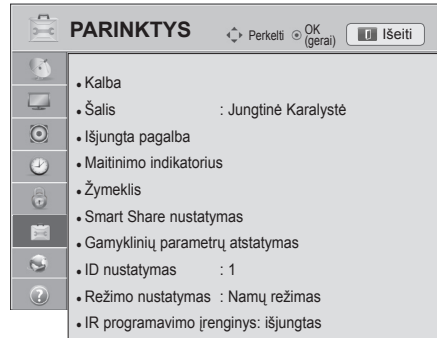 PARINKTYS
Perkelti OK (gerai) Išeiti
• Kalba
• Šalis : Jungtinė Karalystė
• Išjungta pagalba
• Maitinimo indikatorius
• Žymeklis
• Smart Share nustatymas
• Gamyklinių parametrų atstatymas
• ID nustatymas : 1
• Režimo nustatymas : Namų režimas
• IR programavimo įrenginys: išjungtas